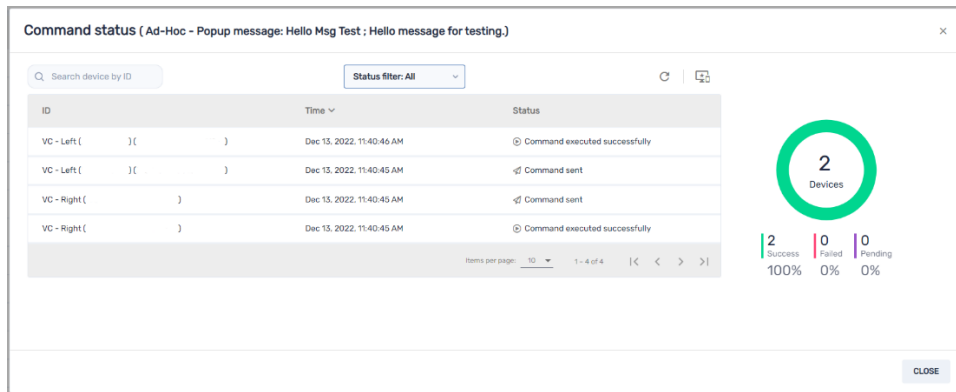 Command status ( Ad-Hoc - Popup message: Hello Msg Test ; Hello message for testing.)
Search device by ID
Status filter: All
ID Time Status
VC - Left ( )( ) Dec 13, 2022, 11:40:46 AM Command executed successfully
VC - Left ( )( ) Dec 13, 2022, 11:40:45 AM Command sent
VC - Right ( ) Dec 13, 2022, 11:40:45 AM Command sent
VC - Right ( ) Dec 13, 2022, 11:40:45 AM Command executed successfully
Items per page: 10 1 – 4 of 4
2
Devices
2 0 0
Success Failed Pending
100% 0% 0%
CLOSE